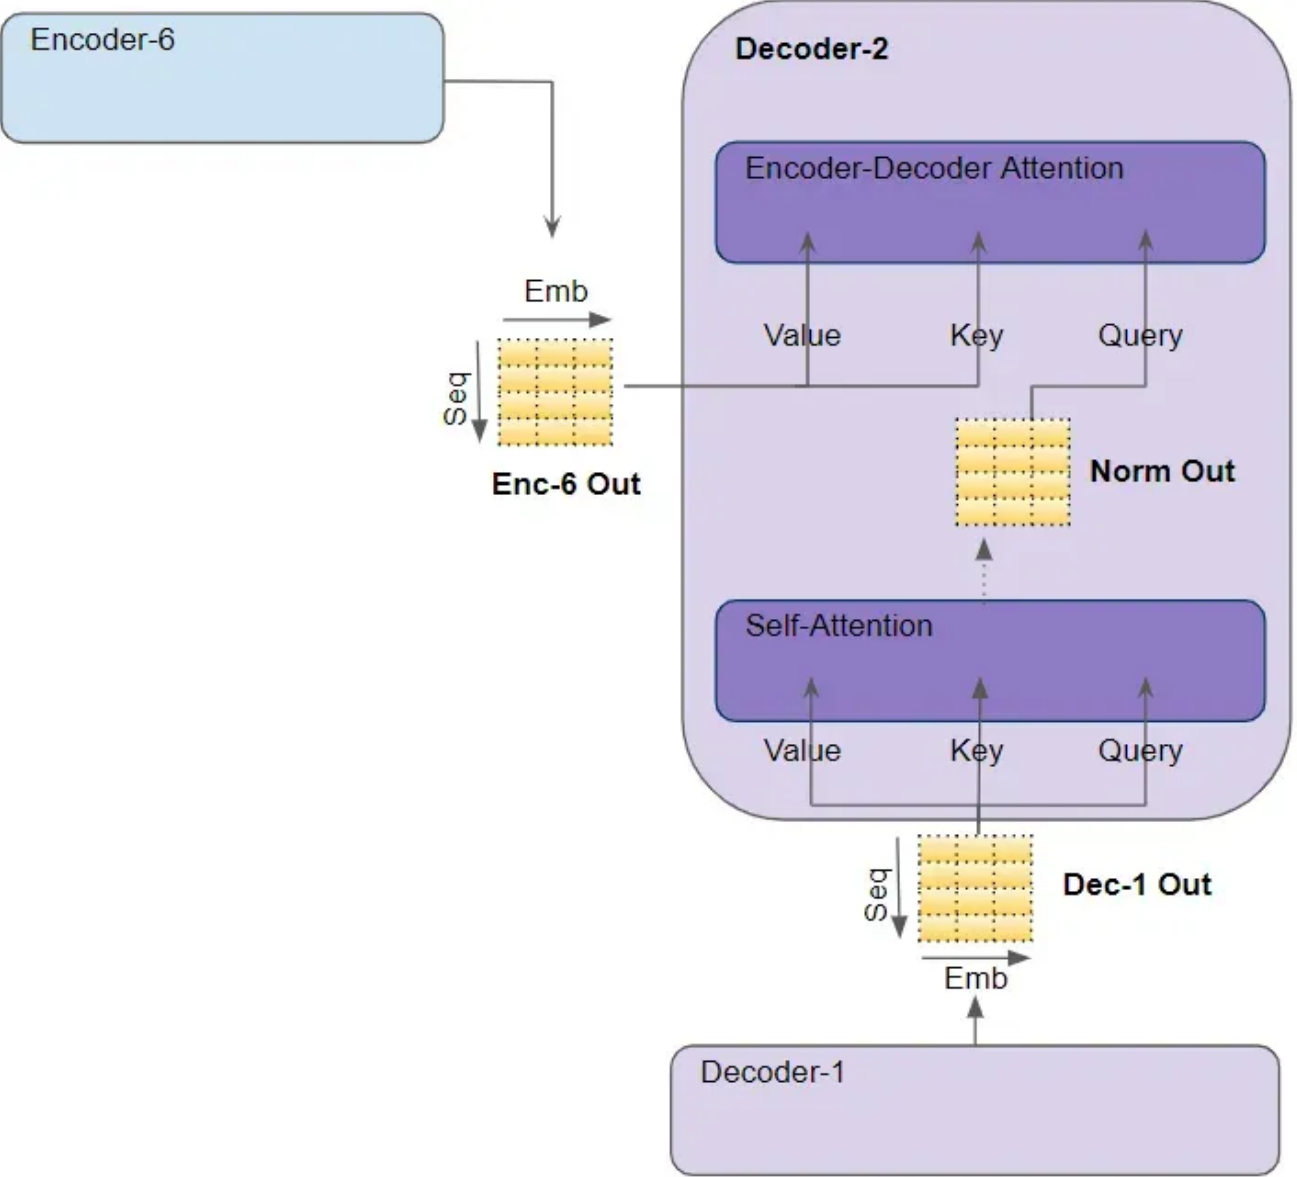 Encoder-6
Decoder-2
Encoder-Decoder Attention
Emb
Value Key Query
Seq
Enc-6 Out
Norm Out
Self-Attention
Value Key Query
Seq
Dec-1 Out
Emb
Decoder-1